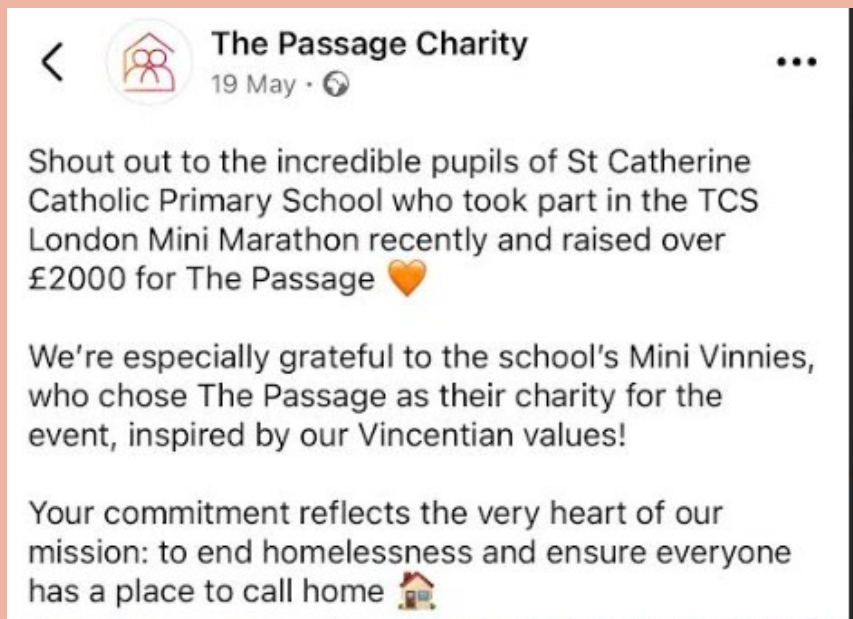 The Passage Charity
19 May ·
Shout out to the incredible pupils of St Catherine
Catholic Primary School who took part in the TCS
London Mini Marathon recently and raised over
£2000 for The Passage 🧡
We're especially grateful to the school's Mini Vinnies,
who chose The Passage as their charity for the
event, inspired by our Vincentian values!
Your commitment reflects the very heart of our
mission: to end homelessness and ensure everyone
has a place to call home 🏠